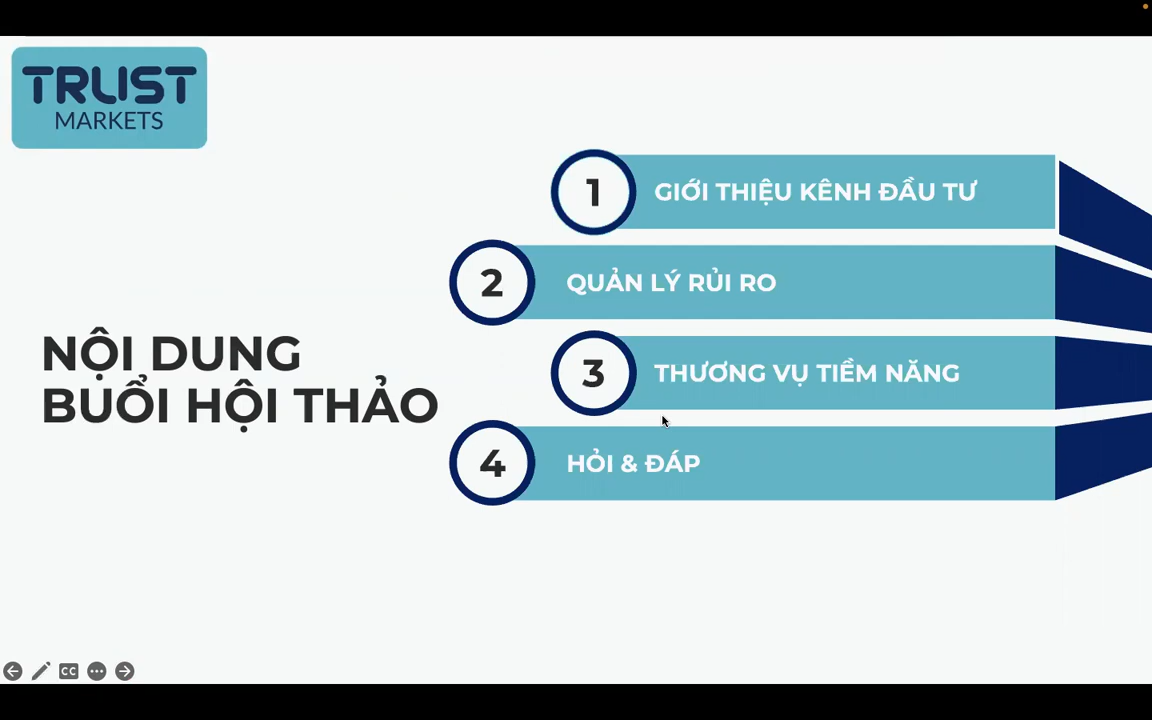 TRUST
MARKETS
NỘI DUNG
BUỔI HỘI THẢO
1
GIỚI THIỆU KÊNH ĐẦU TƯ
2
QUẢN LÝ RỦI RO
3
THƯƠNG VỤ TIỀM NĂNG
4
HỎI & ĐÁP
CC